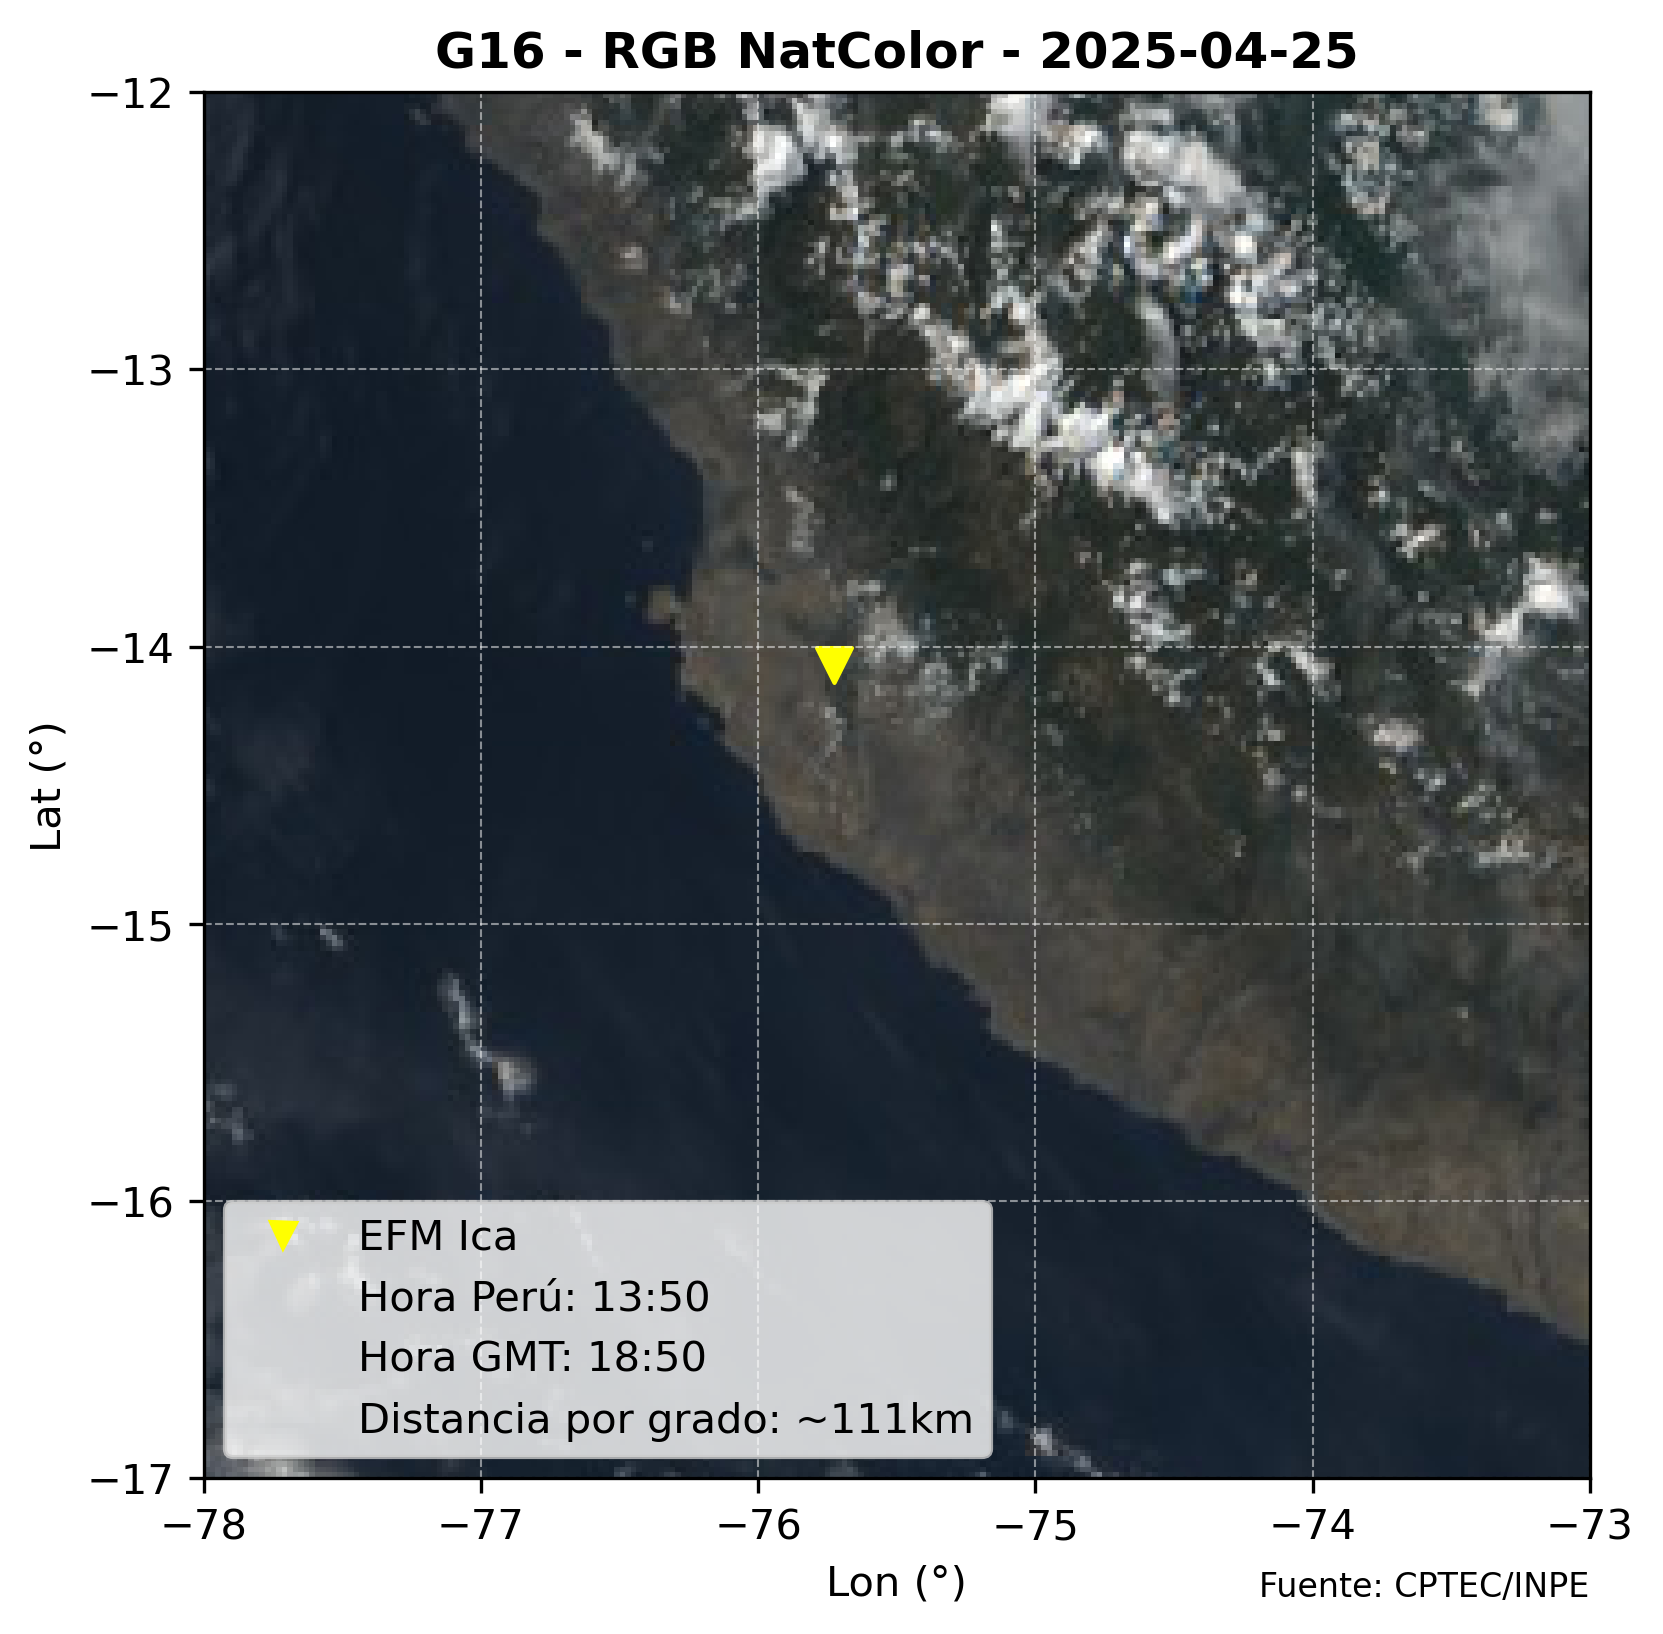 G16 - RGB NatColor - 2025-04-25
−12
−13
−14
−15
−16
−17
Lat (°)
EFM Ica
Hora Perú: 13:50
Hora GMT: 18:50
Distancia por grado: ~111km
−78
−77
−76
−75
−74
−73
Lon (°)
Fuente: CPTEC/INPE